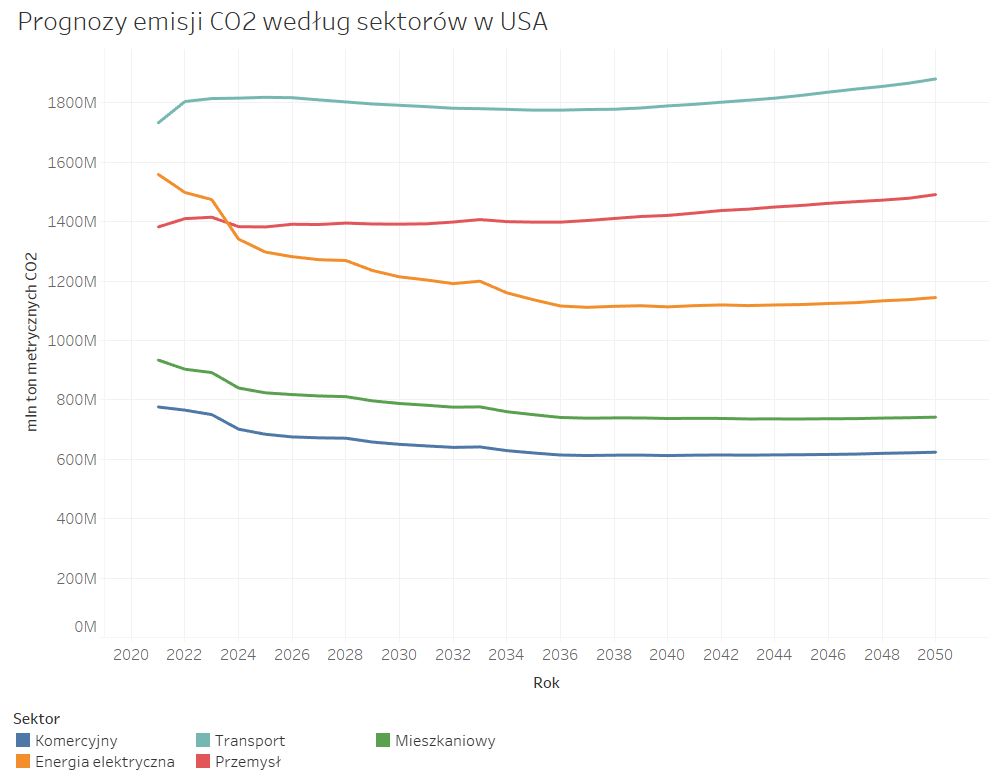 Prognozy emisji CO2 według sektorów w USA
1800M
1600M
1400M
1200M
1000M
800M
600M
400M
200M
0M
mln ton metrycznych CO2
2020 2022 2024 2026 2028 2030 2032 2034 2036 2038 2040 2042 2044 2046 2048 2050
Rok
Sektor
Komercyjny Transport Mieszkaniowy
Energia elektryczna Przemysł